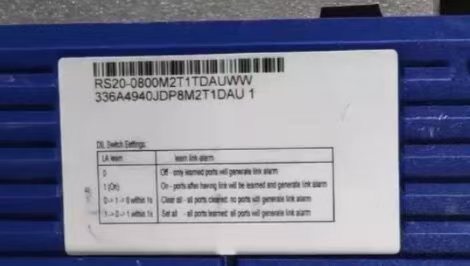 RS20-0800M2T1TDAUWW
336A4940JDP8M2T1DAU 1
DIL Switch Settings:
LA learn learn link-alarm
0 Off - only learned ports will generate link alarm
1 (On) On - ports after having link will be learned and generate link alarm
0 -> 1 -> 0 within 1s Clear all - all ports cleared: no ports will generate link alarm
1 -> 0 -> 1 within 1s Set all - all ports learned: all ports will generate link alarm